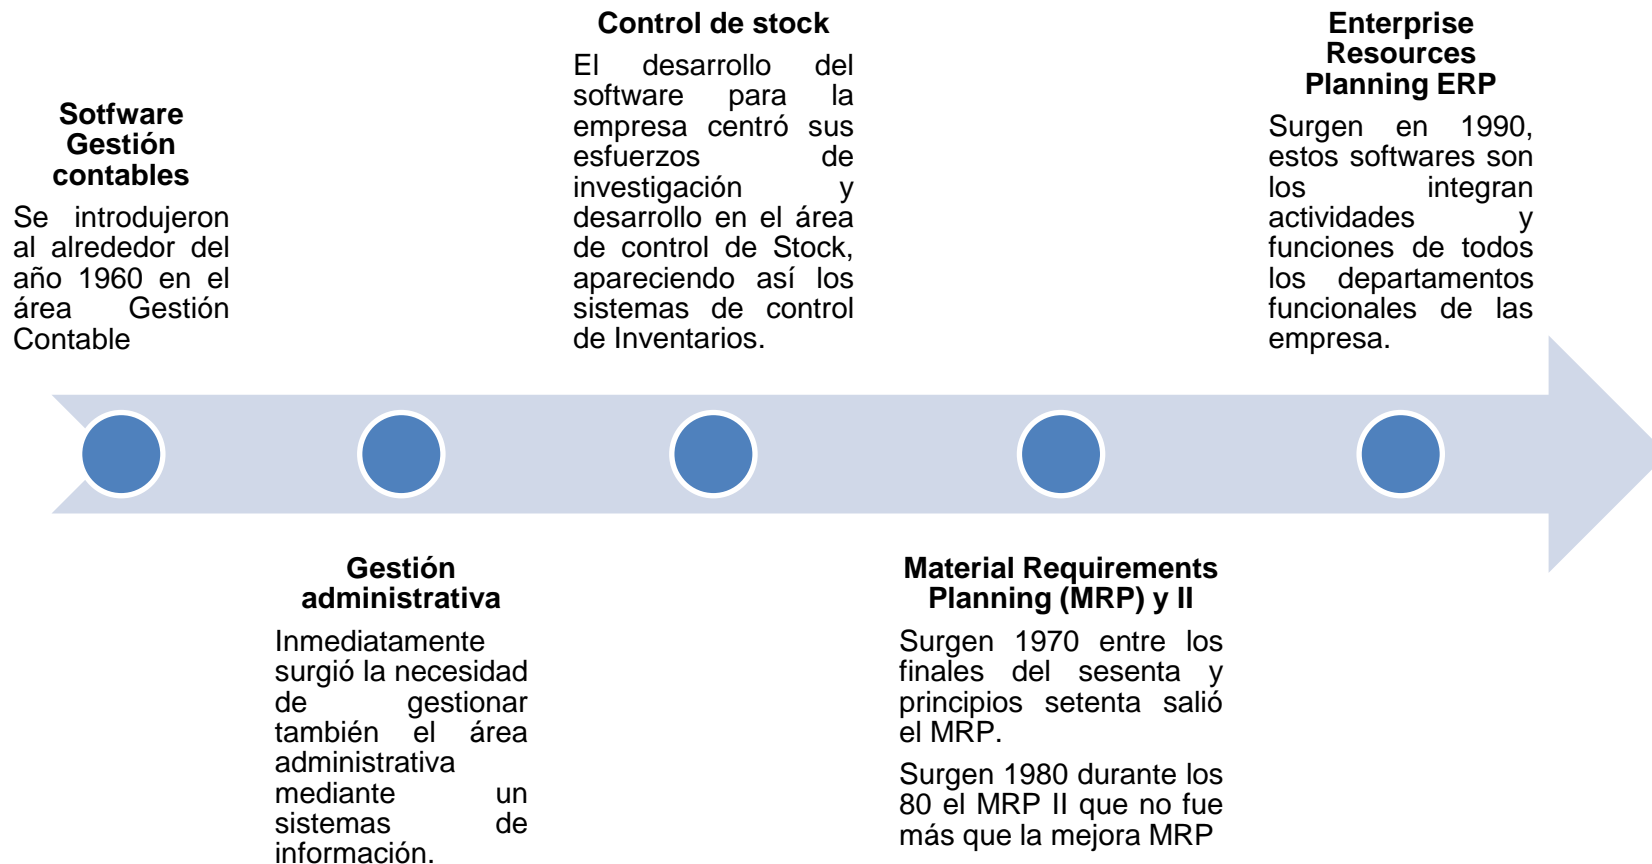 Sotfware
Gestión
contables
Se introdujeron
al alrededor del
año 1960 en el
área Gestión
Contable
Gestión
administrativa
Inmediatamente
surgió la necesidad
de gestionar
también el área
administrativa
mediante un
sistemas de
información.
Control de stock
El desarrollo del
software para la
empresa centró sus
esfuerzos de
investigación y
desarrollo en el área
de control de Stock,
apareciendo así los
sistemas de control
de Inventarios.
Material Requirements
Planning (MRP) y II
Surgen 1970 entre los
finales del sesenta y
principios setenta salió
el MRP.
Surgen 1980 durante los
80 el MRP II que no fue
más que la mejora MRP
Enterprise
Resources
Planning ERP
Surgen en 1990,
estos softwares son
los integran
actividades y
funciones de todos
los departamentos
funcionales de las
empresa.